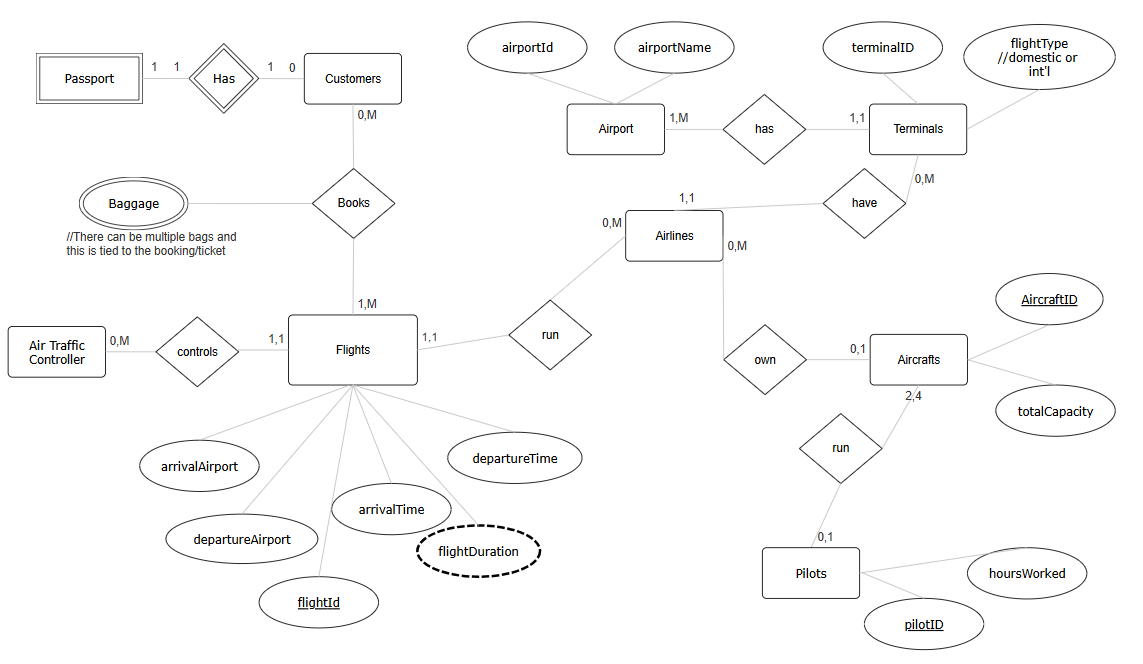 airportId
airportName
terminalID
flightType
//domestic or
int'l
Passport
1 1
Has
1 0
Customers
0,M
Airport
1,M
has
1,1
Terminals
0,M
Baggage
//There can be multiple bags and
this is tied to the booking/ticket
Books
1,1
have
0,M
Airlines
0,M
1,M
Air Traffic
Controller
0,M
controls
1,1
Flights
1,1
run
own
0,1
Aircrafts
AircraftID
totalCapacity
2,4
run
arrivalAirport
departureTime
arrivalTime
departureAirport
flightDuration
flightId
0,1
Pilots
hoursWorked
pilotID